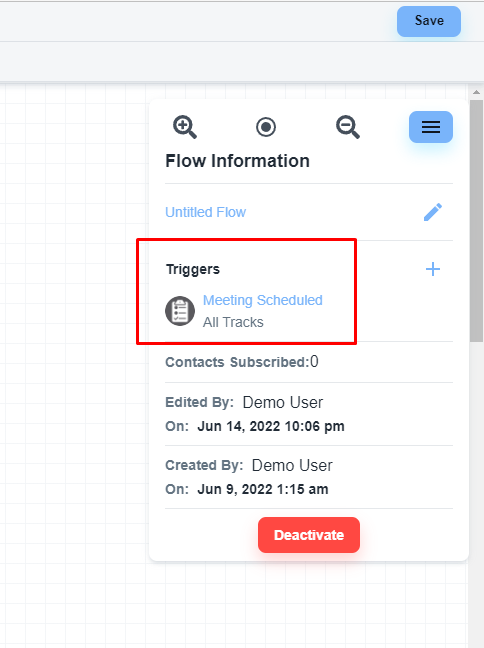 Save
Flow Information
Untitled Flow
Triggers
Meeting Scheduled
All Tracks
Contacts Subscribed:0
Edited By: Demo User
On: Jun 14, 2022 10:06 pm
Created By: Demo User
On: Jun 9, 2022 1:15 am
Deactivate